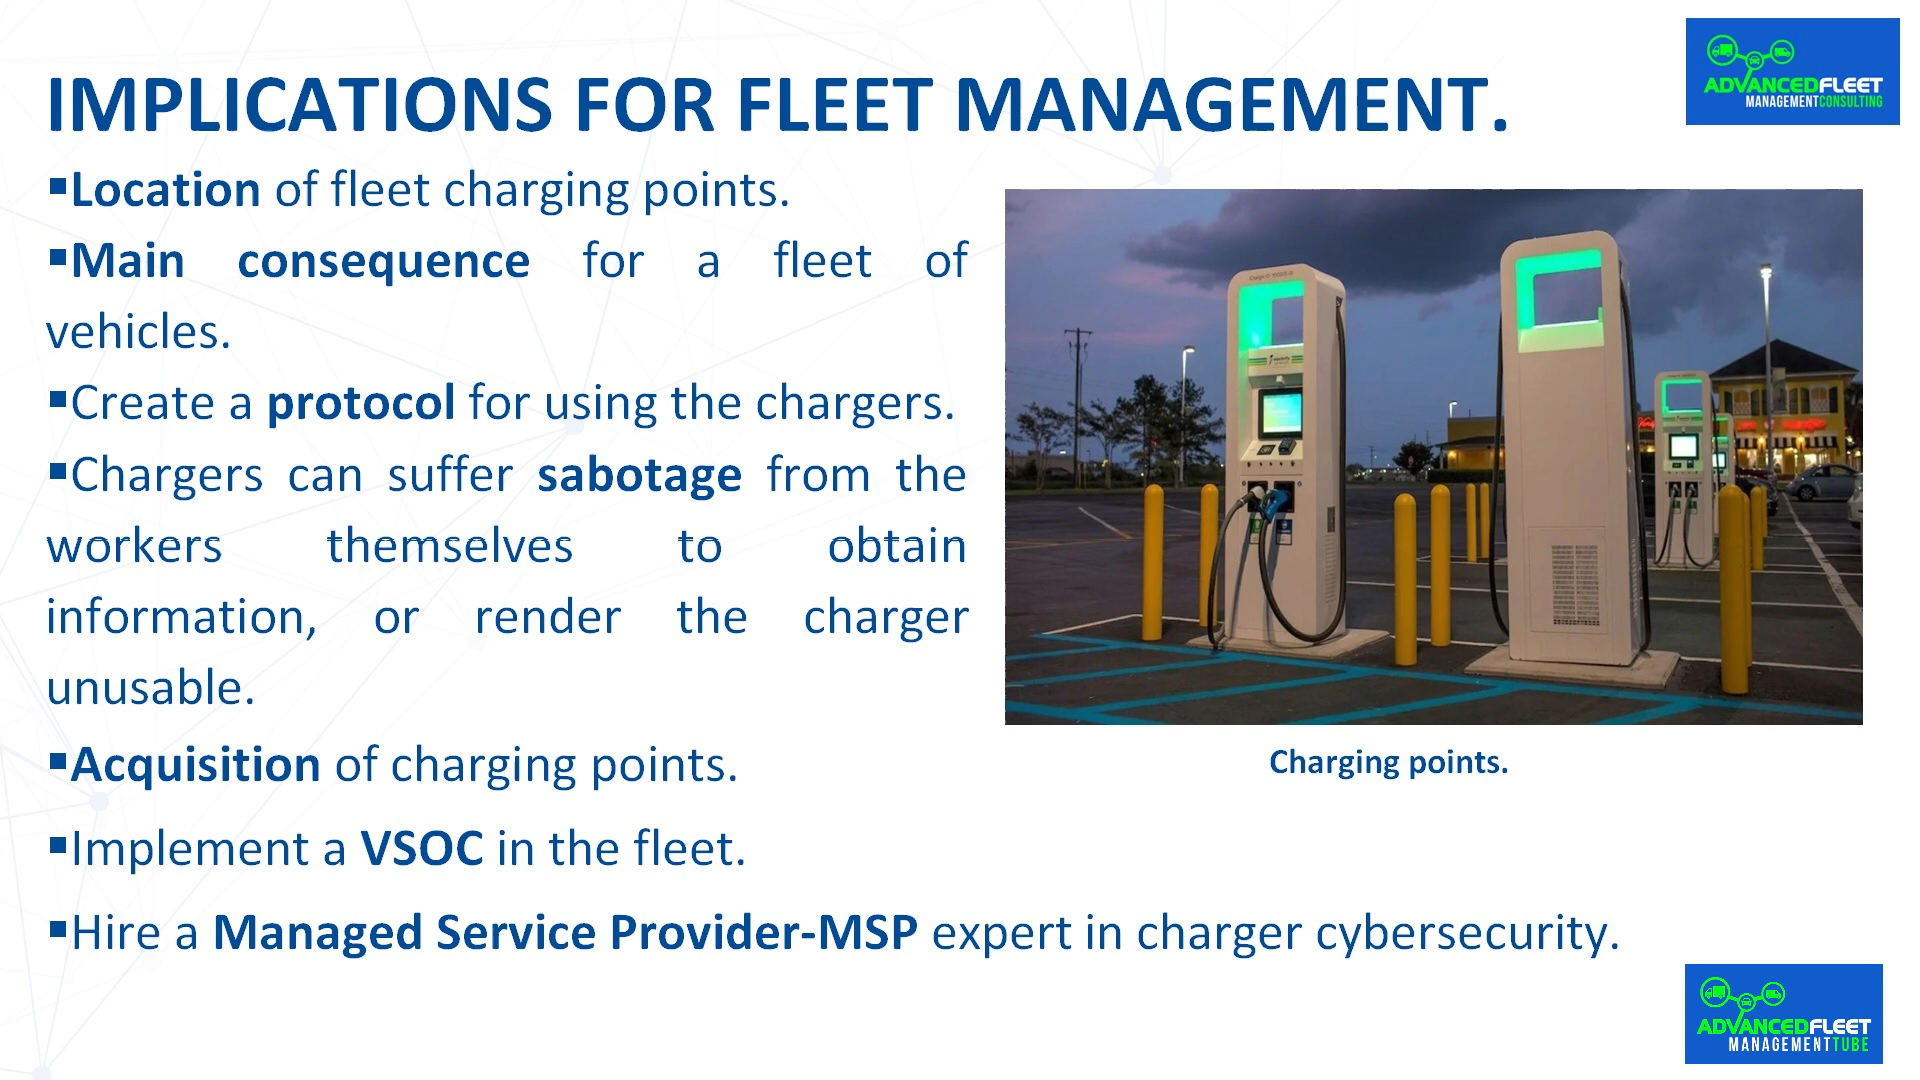 IMPLICATIONS FOR FLEET MANAGEMENT.
ADVANCEDFLEET
MANAGEMENTCONSULTING
▪Location of fleet charging points.
▪Main consequence for a fleet of
vehicles.
▪Create a protocol for using the chargers.
▪Chargers can suffer sabotage from the
workers themselves to obtain
information, or render the charger
unusable.
▪Acquisition of charging points.
▪Implement a VSOC in the fleet.
▪Hire a Managed Service Provider-MSP expert in charger cybersecurity.
Charging points.
ADVANCEDFLEET
MANAGEMENTTUBE